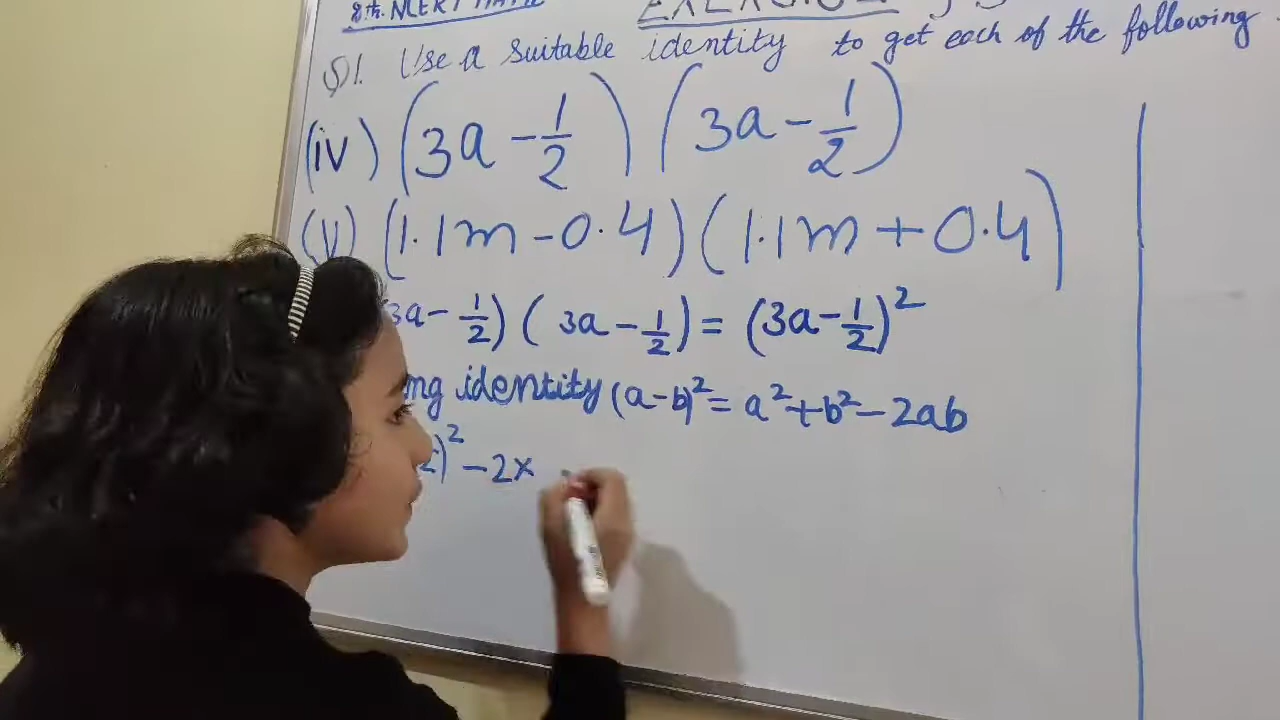 8th. NCERT MATH EXERCISE
Q1. Use a suitable identity to get each of the following
(iv) (3a - 1/2) (3a - 1/2)
(V) (1.1m - 0.4) (1.1m + 0.4)
3a - 1/2) (3a - 1/2) = (3a - 1/2)²
ng identity (a-b)² = a² + b² - 2ab
)² - 2x